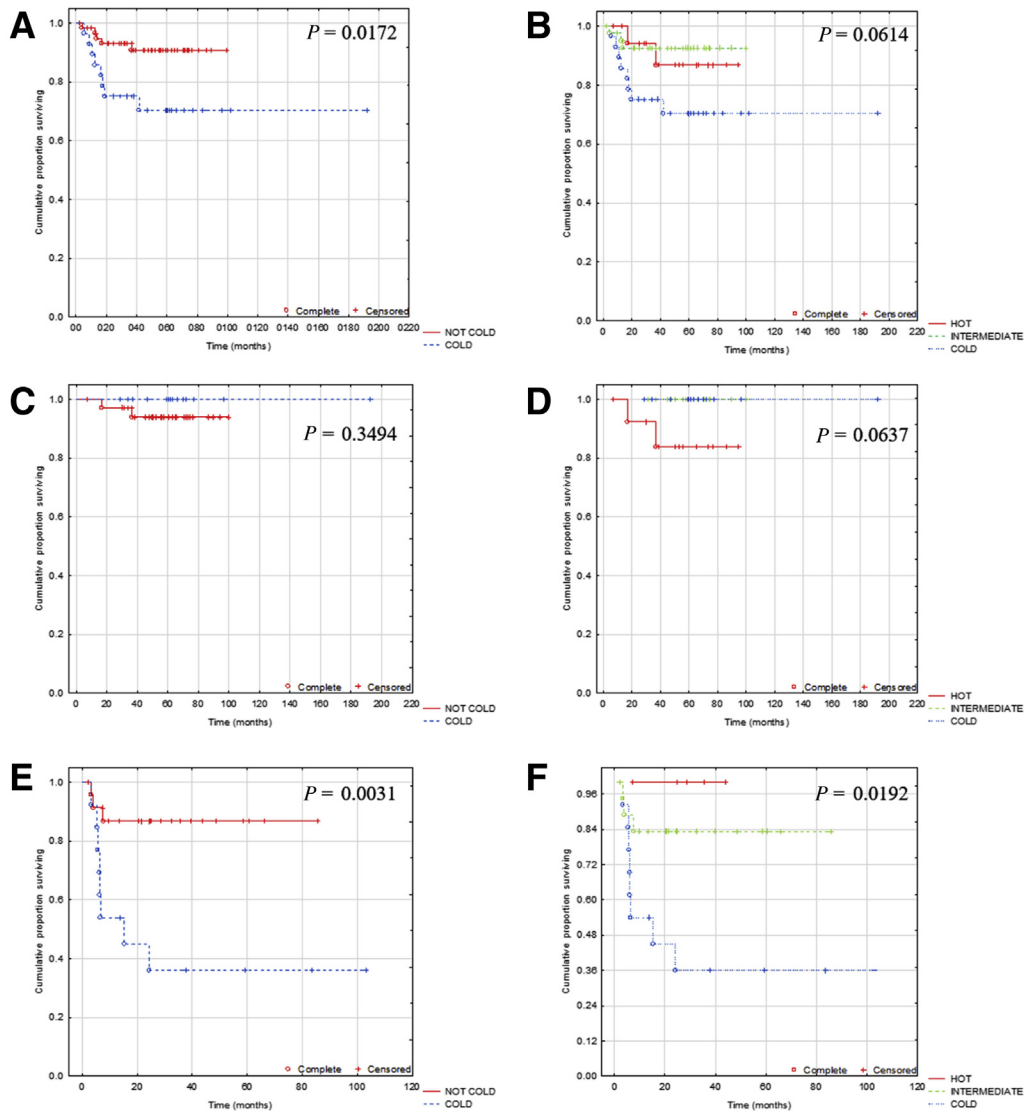 A
P = 0.0172
Cumulative proportion surviving
1.0
0.8
0.6
0.4
0.2
0.0
Complete Censored
00 020 040 060 080 0100 0120 0140 0160 0180 0200 0220
Time (months)
NOT COLD
COLD
B
P = 0.0614
Cumulative proportion surviving
1.0
0.8
0.6
0.4
0.2
0.0
Complete Censored
0 20 40 60 80 100 120 140 160 180 200 220
Time (months)
HOT
INTERMEDIATE
COLD
C
P = 0.3494
Cumulative proportion surviving
1.0
0.8
0.6
0.4
0.2
0.0
Complete Censored
0 20 40 60 80 100 120 140 160 180 200 220
Time (months)
NOT COLD
COLD
D
P = 0.0637
Cumulative proportion surviving
1.0
0.8
0.6
0.4
0.2
0.0
Complete Censored
0 20 40 60 80 100 120 140 160 180 200 220
Time (months)
HOT
INTERMEDIATE
COLD
E
P = 0.0031
Cumulative proportion surviving
1.0
0.8
0.6
0.4
0.2
0.0
Complete Censored
0 20 40 60 80 100 120
Time (months)
NOT COLD
COLD
F
P = 0.0192
Cumulative proportion surviving
0.96
0.84
0.72
0.60
0.48
0.36
0.24
0.12
0.00
Complete Censored
0 20 40 60 80 100 120
Time (months)
HOT
INTERMEDIATE
COLD